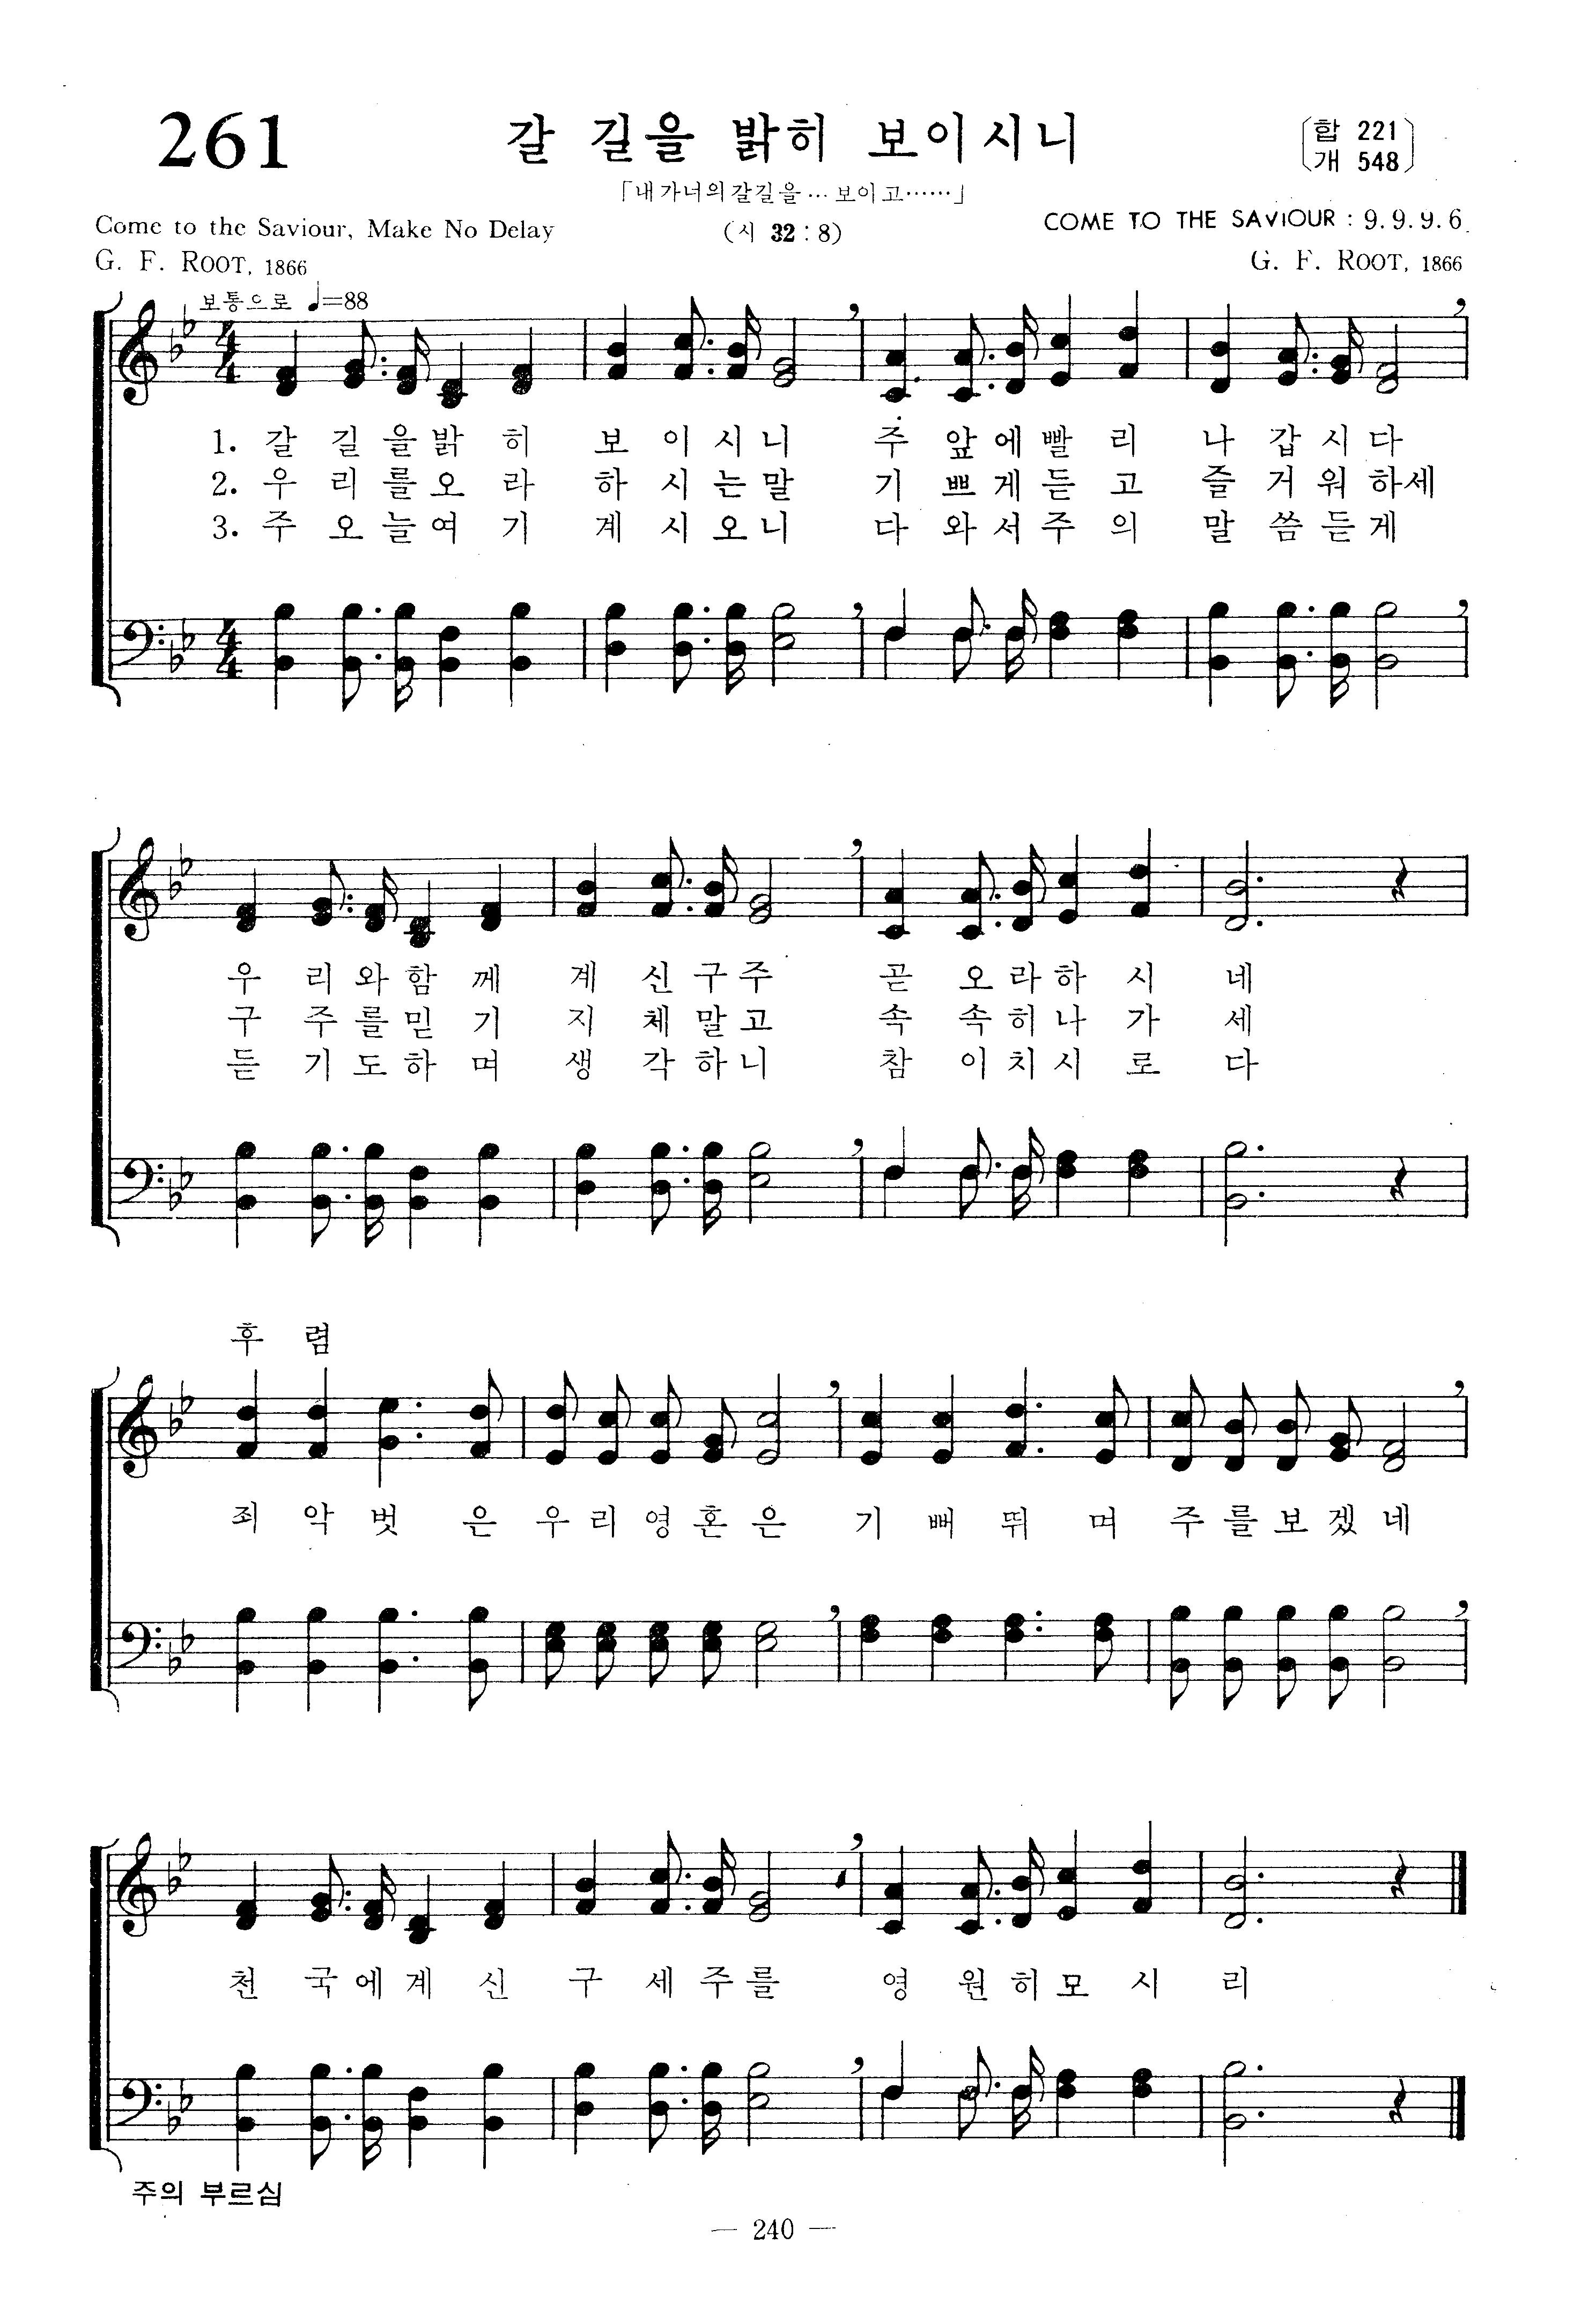 261
갈 길을 밝히 보이시니
합 221
개 548
「내가너의갈길을…보이고……」
Come to the Saviour, Make No Delay
(시 32 : 8)
COME TO THE SAVIOUR : 9. 9. 9. 6.
G. F. ROOT, 1866
G. F. ROOT, 1866
보통으로 ♩=88
1. 갈 길 을 밝 히 보 이 시 니 주 앞 에 빨 리 나 갑 시 다
2. 우 리 를 오 라 하 시 는 말 기 쁘 게 듣 고 즐 거 워 하세
3. 주 오 늘 여 기 계 시 오 니 다 와 서 주 의 말 씀 듣 게
우 리 와 함 께 계 신 구 주 곧 오 라 하 시 네
구 주 를 믿 기 지 체 말 고 속 속 히 나 가 세
듣 기 도 하 며 생 각 하 니 참 이 치 시 로 다
후 렴
죄 악 벗 은 우 리 영 혼 은 기 뻐 뛰 며 주 를 보 겠 네
천 국 에 계 신 구 세 주 를 영 원 히 모 시 리
주의 부르심
— 240 —